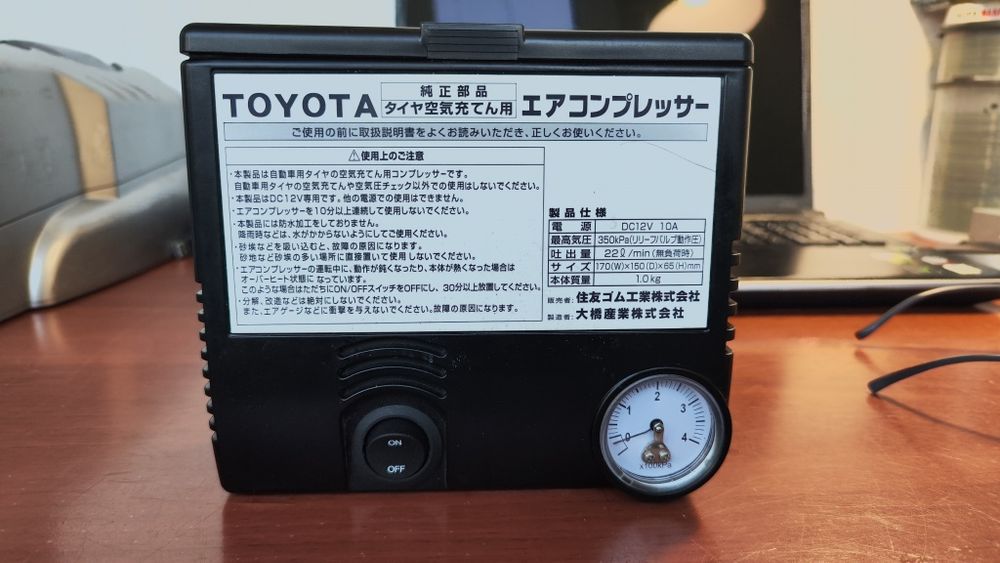 TOYOTA 純正部品 タイヤ空気充てん用 エアコンプレッサー
ご使用の前に取扱説明書をよくお読みいただき、正しくお使いください。
⚠使用上のご注意
・本製品は自動車用タイヤの空気充てん用コンプレッサーです。
自動車用タイヤの空気充てんや空気圧チェック以外での使用はしないでください。
・本製品はDC12V専用です。他の電源での使用はできません。
・エアコンプレッサーを10分以上連続して使用しないでください。
・本製品には防水加工をしておりません。
降雨時などは、水がかからないようにしてご使用ください。
・砂埃などを吸い込むと、故障の原因になります。
砂地など砂埃の多い場所に直接置いて使用しないでください。
・エアコンプレッサーの運転中に、動作が鈍くなったり、本体が熱くなった場合は
オーバーヒート状態になっています。
このような場合はただちにON/OFFスイッチをOFFにし、30分以上放置してください。
・分解、改造などは絶対にしないでください。
また、エアゲージなどに衝撃を与えないでください。故障の原因になります。
製品仕様
電源 DC12V 10A
最高気圧 350kPa(リリーフバルブ動作圧)
吐出量 22ℓ/min(無負荷時)
サイズ 170(W)×150(D)×65(H)mm
本体質量 1.0kg
販売者:住友ゴム工業株式会社
製造者:大橋産業株式会社
ON
OFF
0 1 2 3 4
×100kPa